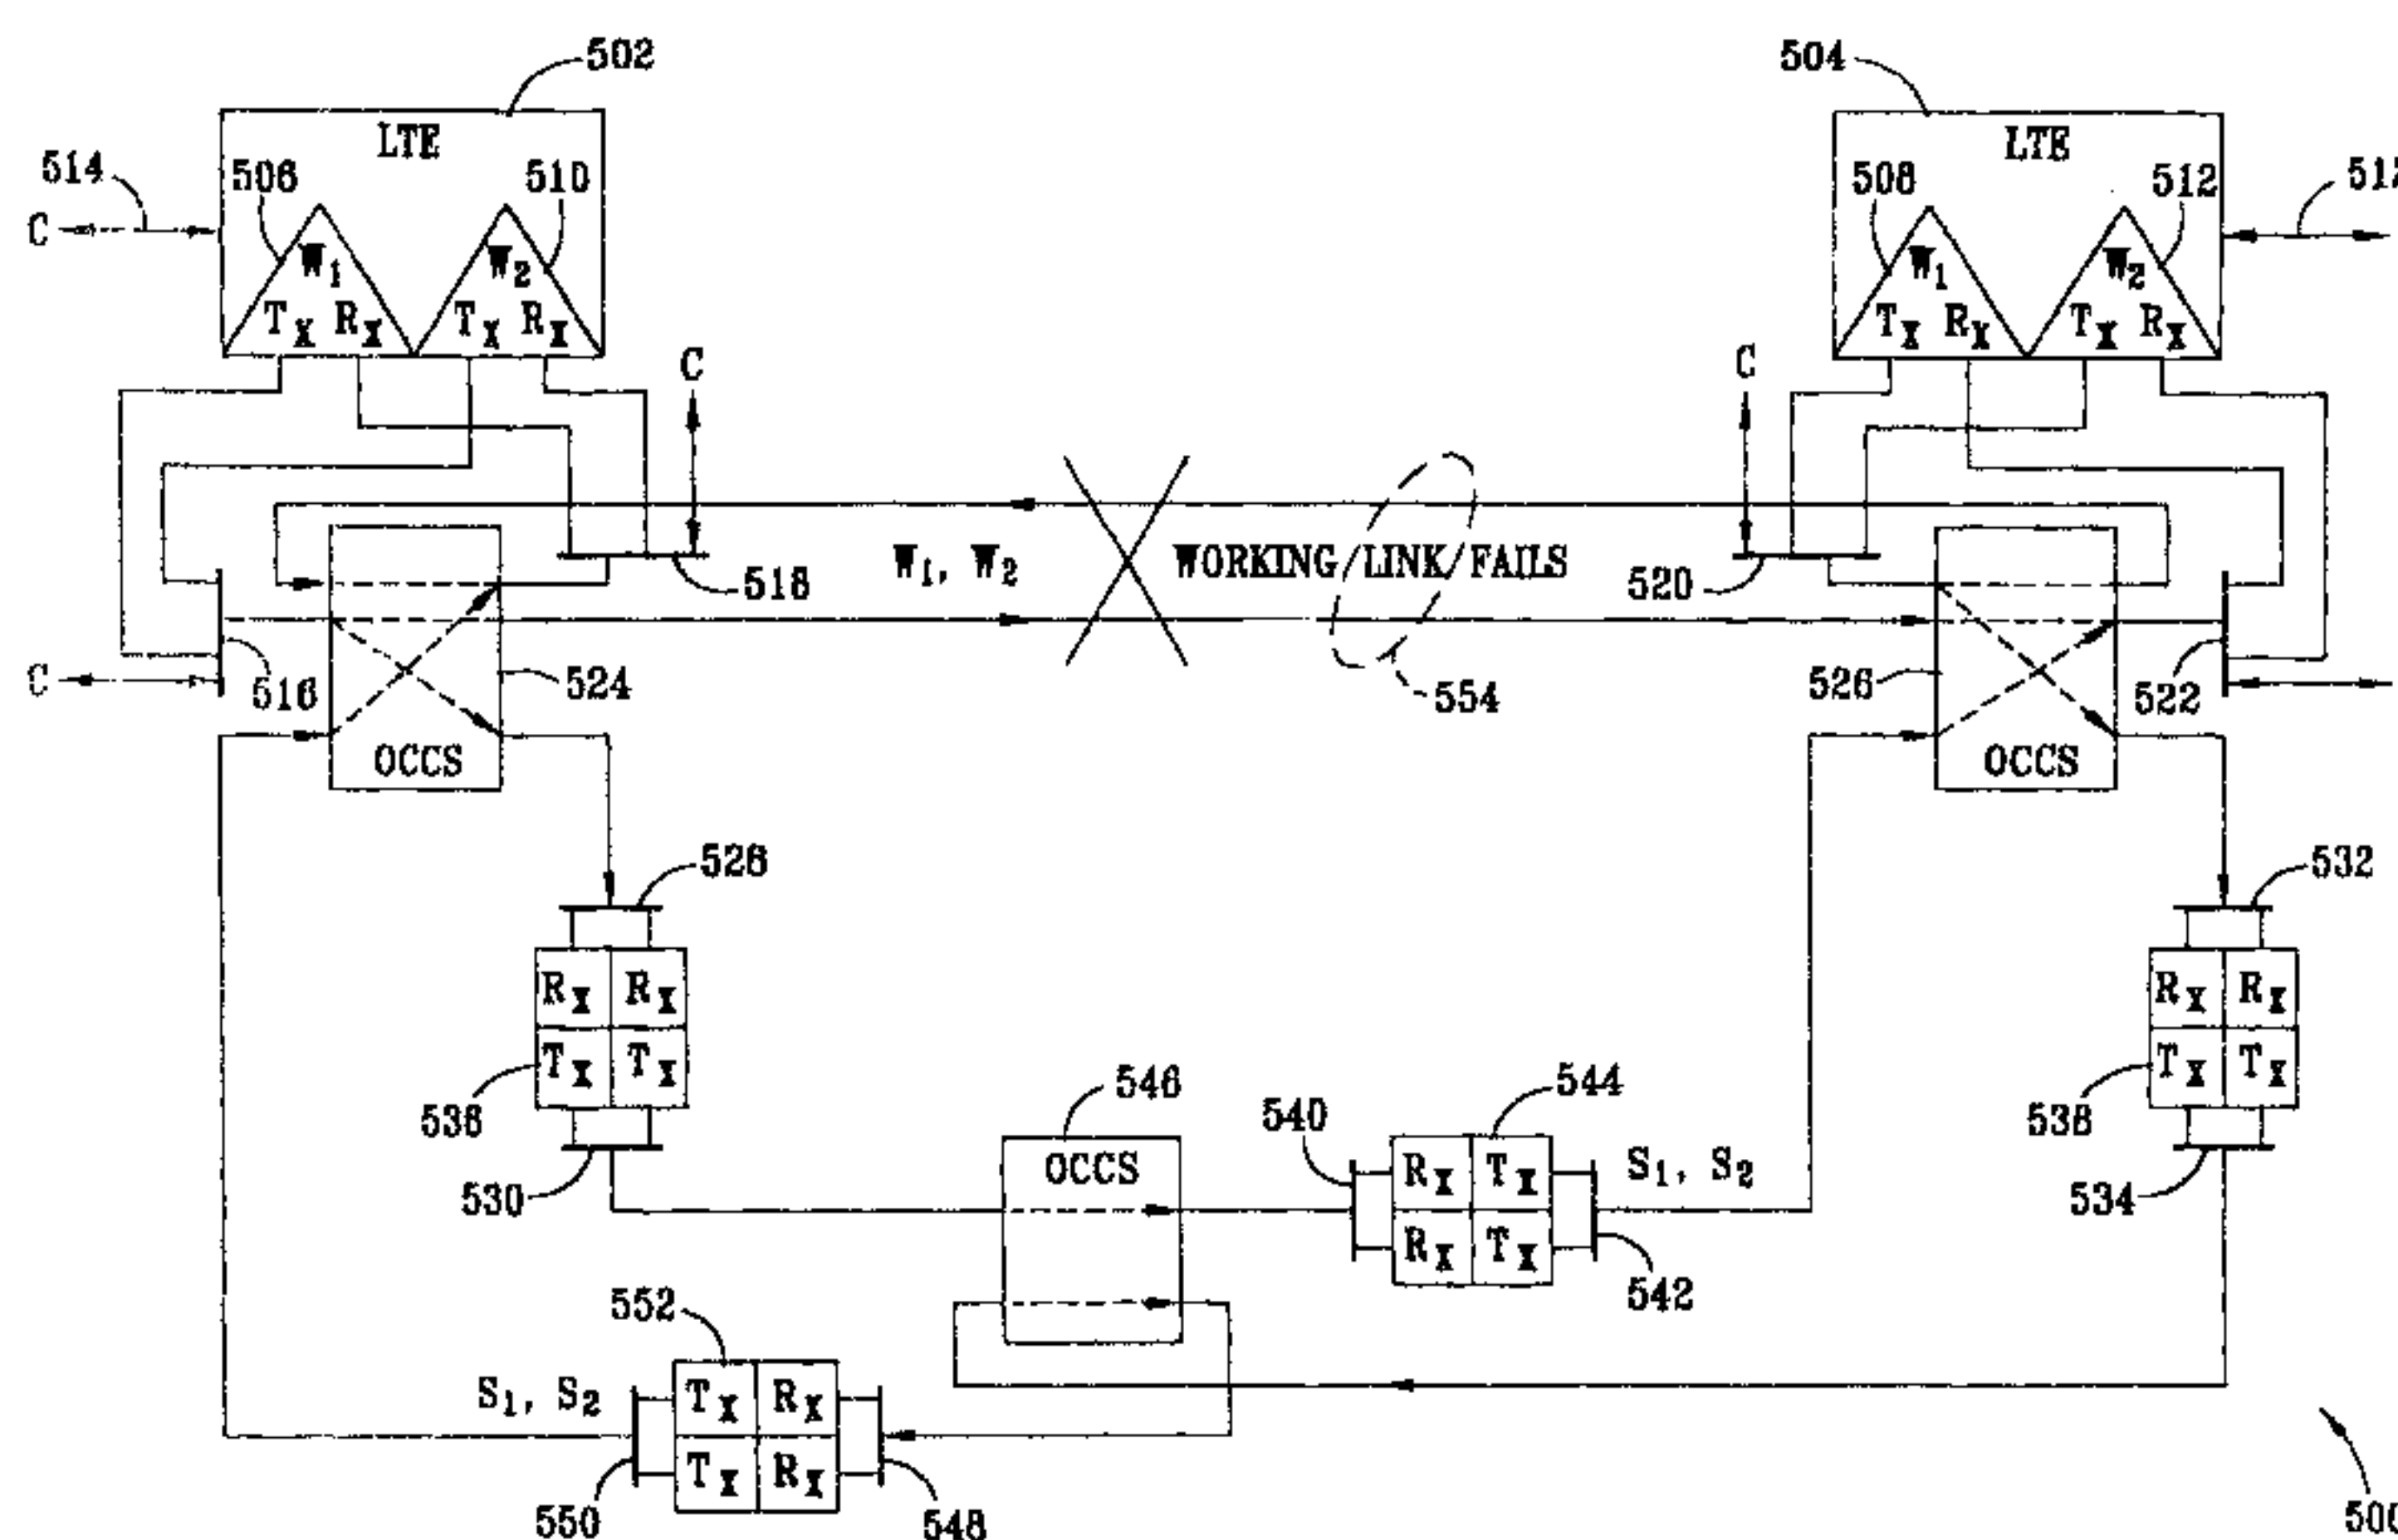 502
504
LTE
LTE
514
506
510
508
512
C
W1
W2
W1
W2
TX RX
TX RX
TX RX
TX RX
C
C
W1, W2
WORKING/LINK/FAILS
518
520
C
516
524
554
526
522
OCCS
OCCS
528
532
RX RX
TX TX
RX RX
TX TX
536
538
546
544
540
OCCS
RX TX
RX TX
S1, S2
530
534
542
552
S1, S2
TX RX
TX RX
550
548